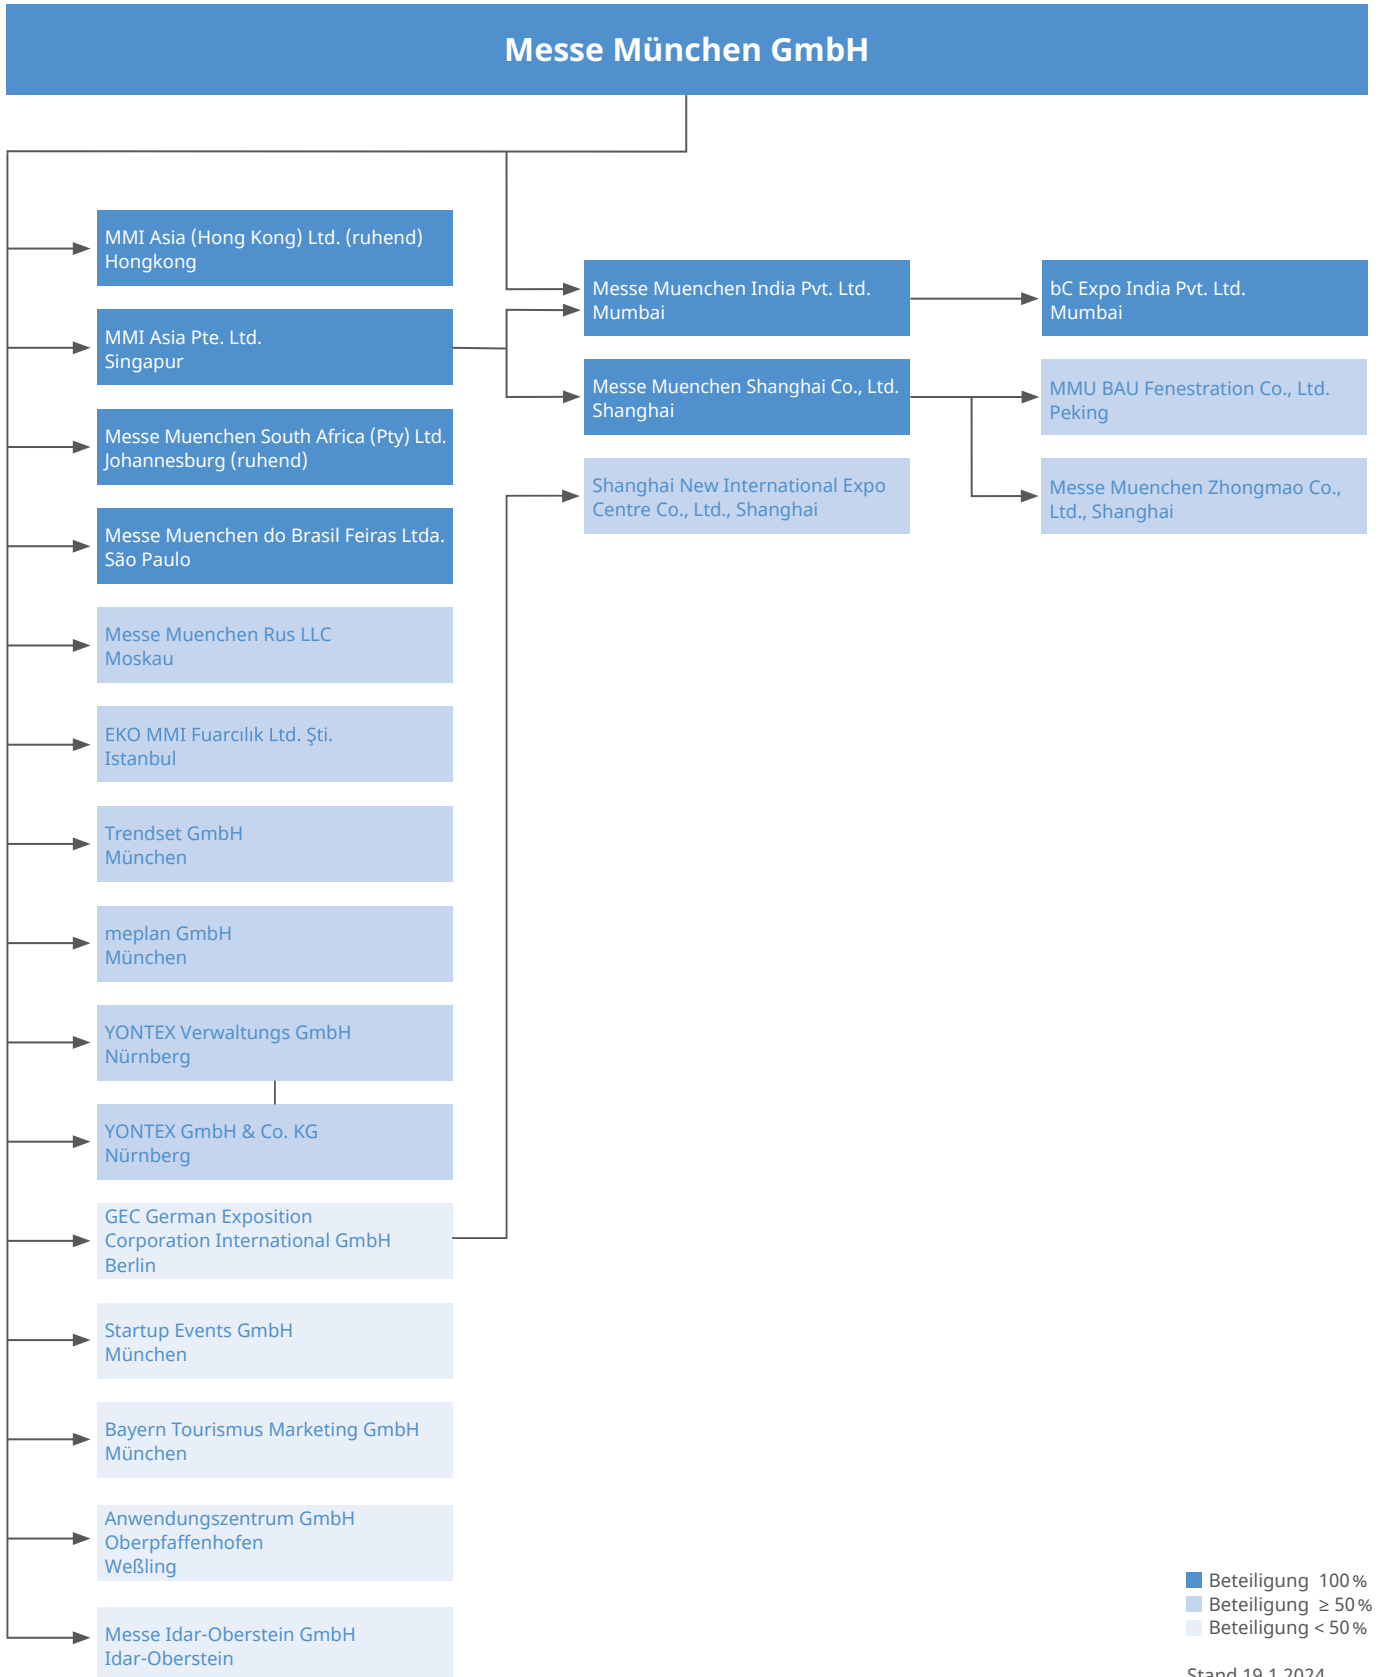 Messe München GmbH
MMI Asia (Hong Kong) Ltd. (ruhend)
Hongkong
MMI Asia Pte. Ltd.
Singapur
Messe Muenchen South Africa (Pty) Ltd.
Johannesburg (ruhend)
Messe Muenchen do Brasil Feiras Ltda.
São Paulo
Messe Muenchen Rus LLC
Moskau
EKO MMI Fuarcılık Ltd. Şti.
Istanbul
Trendset GmbH
München
meplan GmbH
München
YONTEX Verwaltungs GmbH
Nürnberg
YONTEX GmbH & Co. KG
Nürnberg
GEC German Exposition
Corporation International GmbH
Berlin
Startup Events GmbH
München
Bayern Tourismus Marketing GmbH
München
Anwendungszentrum GmbH
Oberpfaffenhofen
Weßling
Messe Idar-Oberstein GmbH
Idar-Oberstein
Messe Muenchen India Pvt. Ltd.
Mumbai
Messe Muenchen Shanghai Co., Ltd.
Shanghai
Shanghai New International Expo
Centre Co., Ltd., Shanghai
bC Expo India Pvt. Ltd.
Mumbai
MMU BAU Fenestration Co., Ltd.
Peking
Messe Muenchen Zhongmao Co.,
Ltd., Shanghai
Beteiligung 100 %
Beteiligung ≥ 50 %
Beteiligung < 50 %
Stand 19.1.2024